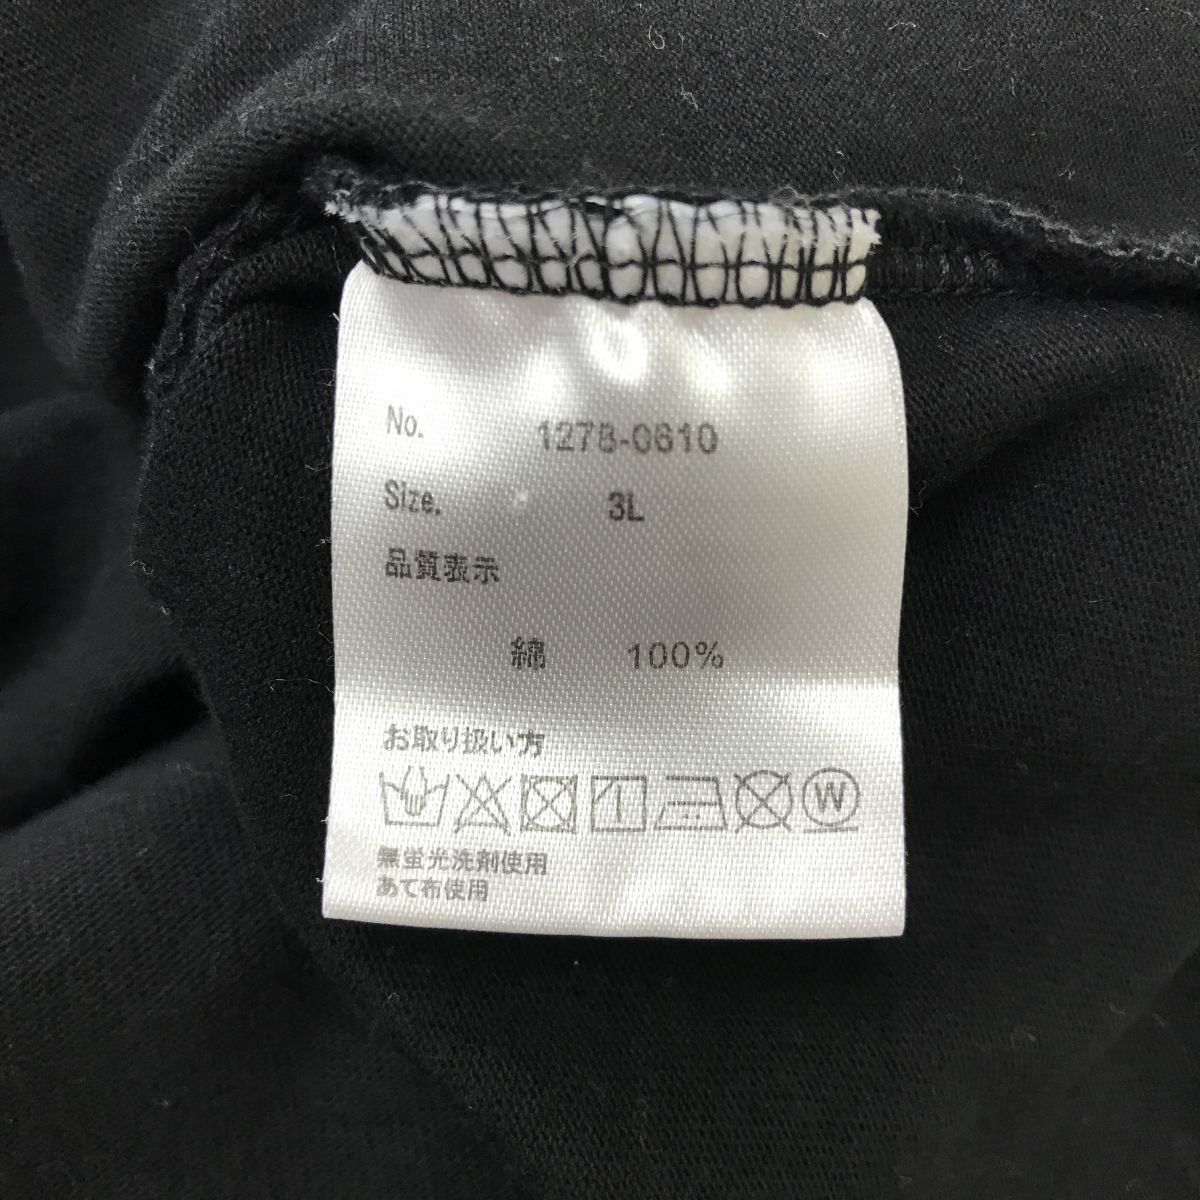 No. 1278-0610
Size. 3L
品質表示
綿 100%
お取り扱い方
W
無蛍光洗剤使用
あて布使用